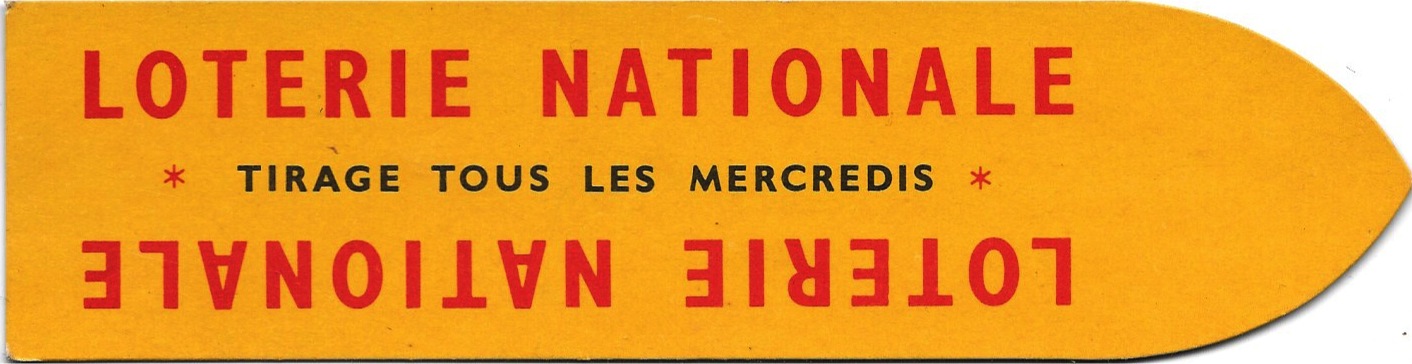 LOTERIE NATIONALE
* TIRAGE TOUS LES MERCREDIS *
LOTERIE NATIONALE